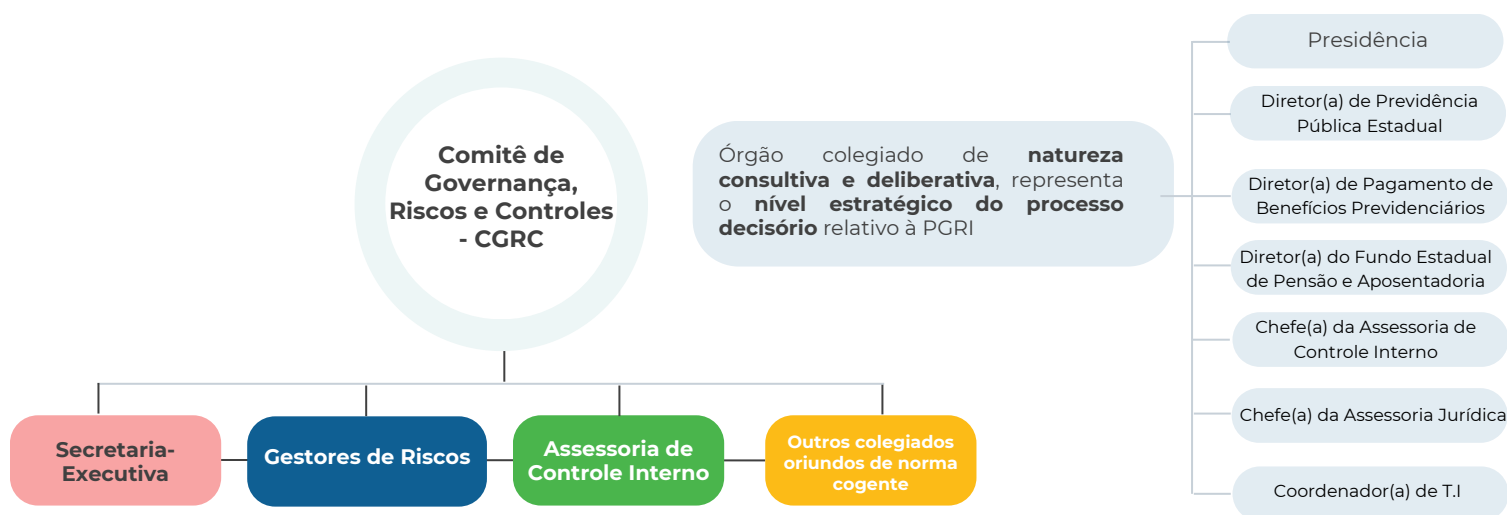 Comitê de
Governança,
Riscos e Controles
- CGRC
Órgão colegiado de natureza
consultiva e deliberativa, representa
o nível estratégico do processo
decisório relativo à PGRI
Presidência
Diretor(a) de Previdência
Pública Estadual
Diretor(a) de Pagamento de
Benefícios Previdenciários
Diretor(a) do Fundo Estadual
de Pensão e Aposentadoria
Chefe(a) da Assessoria de
Controle Interno
Chefe(a) da Assessoria Jurídica
Coordenador(a) de T.I
Secretaria-
Executiva
Gestores de Riscos
Assessoria de
Controle Interno
Outros colegiados
oriundos de norma
cogente